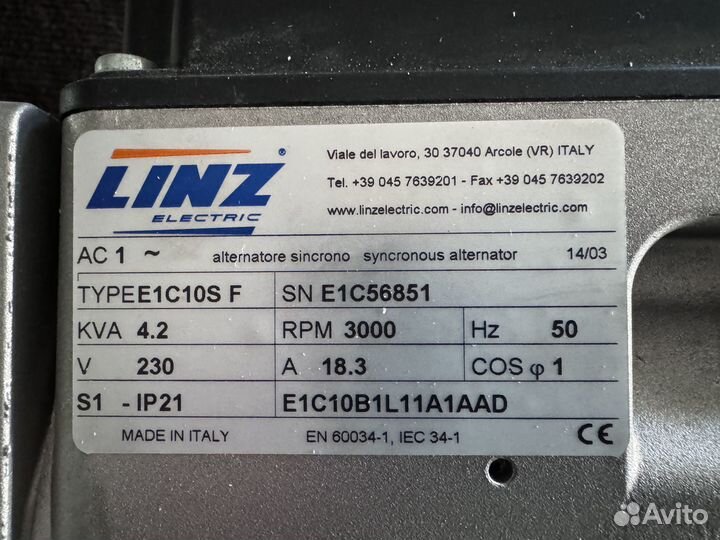 LINZ ®
ELECTRIC
Viale del lavoro, 30 37040 Arcole (VR) ITALY
Tel. +39 045 7639201 - Fax +39 045 7639202
www.linzelectric.com - info@linzelectric.com
AC 1 ~ alternatore sincrono syncronous alternator 14/03
TYPE E1C10S F SN E1C56851
KVA 4.2 RPM 3000 Hz 50
V 230 A 18.3 COS φ 1
S1 - IP21 E1C10B1L11A1AAD
MADE IN ITALY EN 60034-1, IEC 34-1 CE
Avito